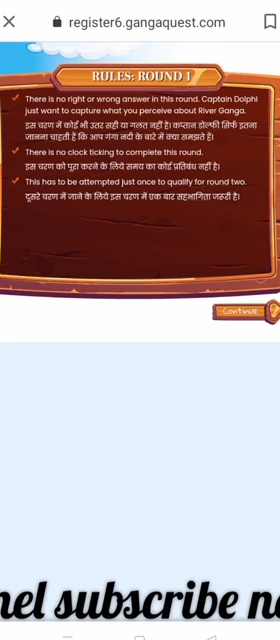 register6.gangaquest.com
RULES: ROUND 1
There is no right or wrong answer in this round. Captain Dolphi
just want to capture what you perceive about River Ganga.
इस चरण में कोई भी उतर सही या गलत नहीं है। कप्तान डोल्फी सिर्फ इतना
जानना चाहती हैं कि आप गंगा नदी के बारे में क्या समझते हैं।
There is no clock ticking to complete this round.
इस चरण को पूरा करने के लिये समय का कोई प्रतिबंध नहीं है।
This has to be attempted just once to qualify for round two.
दूसरे चरण में जाने के लिये इस चरण में एक बार सहभागिता जरूरी है।
Continue
nel subscribe